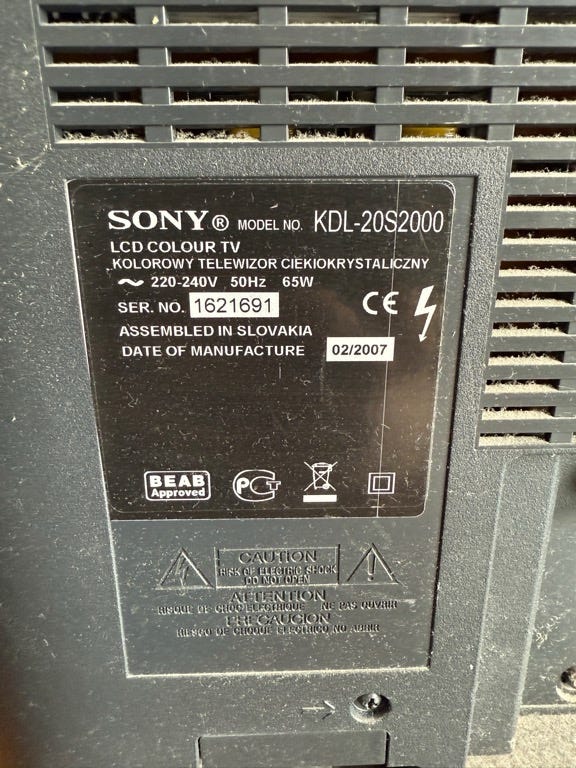 SONY® MODEL NO. KDL-20S2000
LCD COLOUR TV
KOLOROWY TELEWIZOR CIEKIOKRYSTALICZNY
~ 220-240V 50Hz 65W
SER. NO. 1621691
CE
ASSEMBLED IN SLOVAKIA
DATE OF MANUFACTURE 02/2007
BEAB
Approved
PCT
CAUTION
RISK OF ELECTRIC SHOCK
DO NOT OPEN
ATTENTION
RISQUE DE CHOC ELECTRIQUE NE PAS OUVRIR
PRECAUCION
RIESGO DE CHOQUE ELECTRICO NO ABRIR